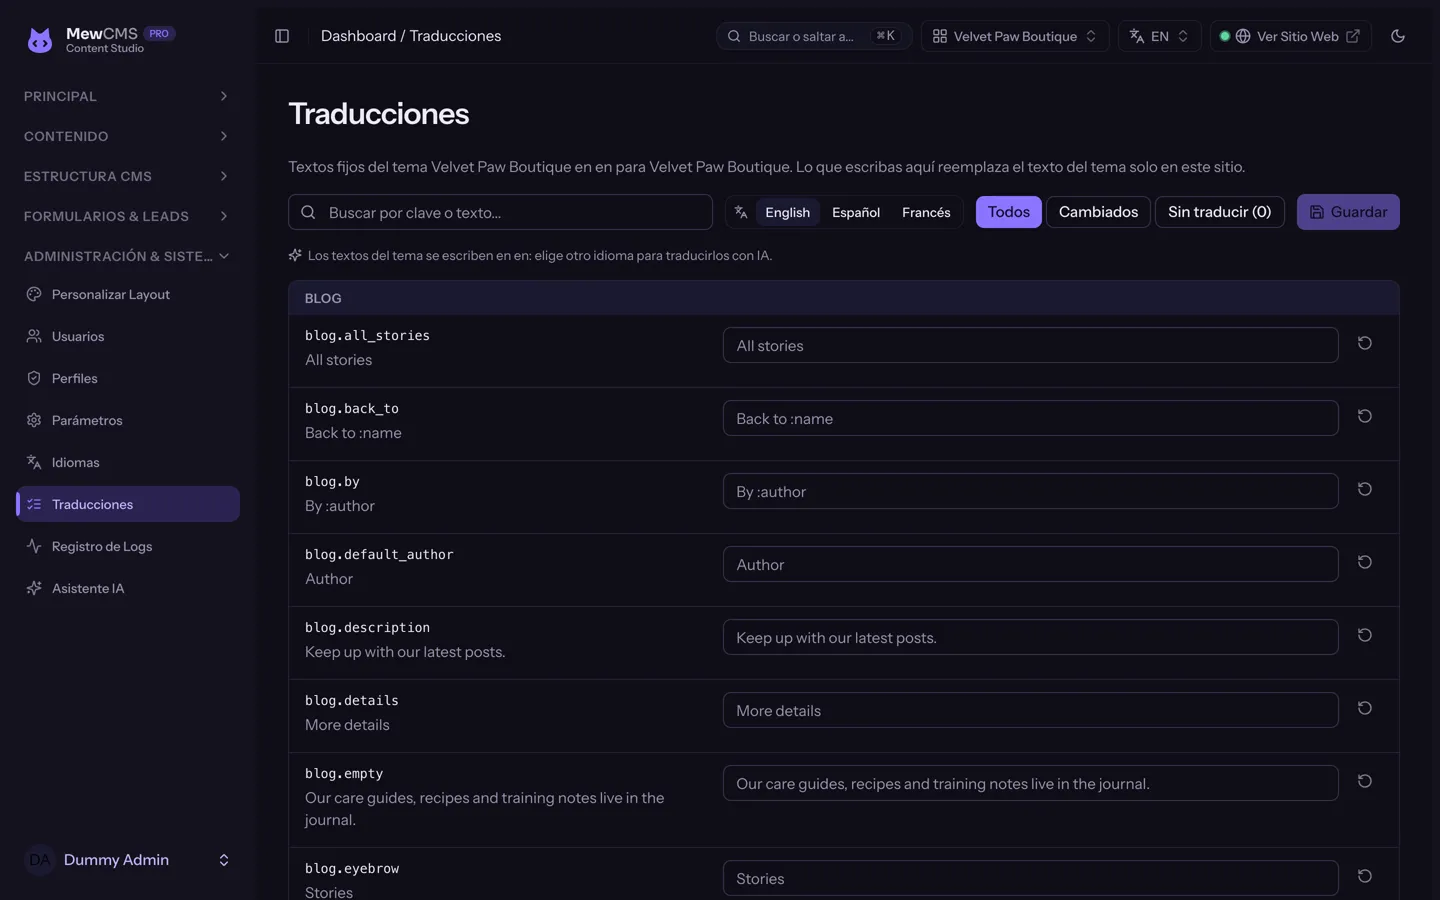 MewCMS PRO
Content Studio
Dashboard / Traducciones
Buscar o saltar a... ⌘K
Velvet Paw Boutique
EN
Ver Sitio Web
PRINCIPAL
CONTENIDO
ESTRUCTURA CMS
FORMULARIOS & LEADS
ADMINISTRACIÓN & SISTE...
Personalizar Layout
Usuarios
Perfiles
Parámetros
Idiomas
Traducciones
Registro de Logs
Asistente IA
DA Dummy Admin
Traducciones
Textos fijos del tema Velvet Paw Boutique en en para Velvet Paw Boutique. Lo que escribas aquí reemplaza el texto del tema solo en este sitio.
Buscar por clave o texto...
English Español Francés
Todos Cambiados Sin traducir (0) Guardar
Los textos del tema se escriben en en: elige otro idioma para traducirlos con IA.
BLOG
blog.all_stories
All stories
All stories
blog.back_to
Back to :name
Back to :name
blog.by
By :author
By :author
blog.default_author
Author
Author
blog.description
Keep up with our latest posts.
Keep up with our latest posts.
blog.details
More details
More details
blog.empty
Our care guides, recipes and training notes live in the
journal.
Our care guides, recipes and training notes live in the journal.
blog.eyebrow
Stories
Stories